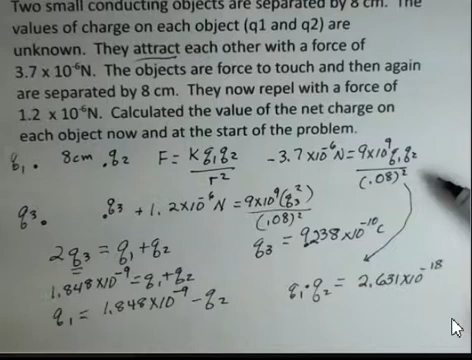 Two small conducting objects are separated by 8 cm. The
values of charge on each object (q1 and q2) are
unknown. They attract each other with a force of
3.7 x 10⁻⁶N. The objects are force to touch and then again
are separated by 8 cm. They now repel with a force of
1.2 x 10⁻⁶N. Calculated the value of the net charge on
each object now and at the start of the problem.
q₁ . 8cm . q₂ F = K q₁q₂ / r² -3.7x10⁻⁶N = 9x10⁹ q₁q₂ / (.08)²
q₃ . . q₃ +1.2x10⁻⁶N = 9x10⁹(q₃²) / (.08)²
2q₃ = q₁ + q₂ q₃ = 9.238x10⁻¹⁰C
1.848x10⁻⁹ = q₁ + q₂ q₁ · q₂ = 2.631x10⁻¹⁸
q₁ = 1.848x10⁻⁹ - q₂